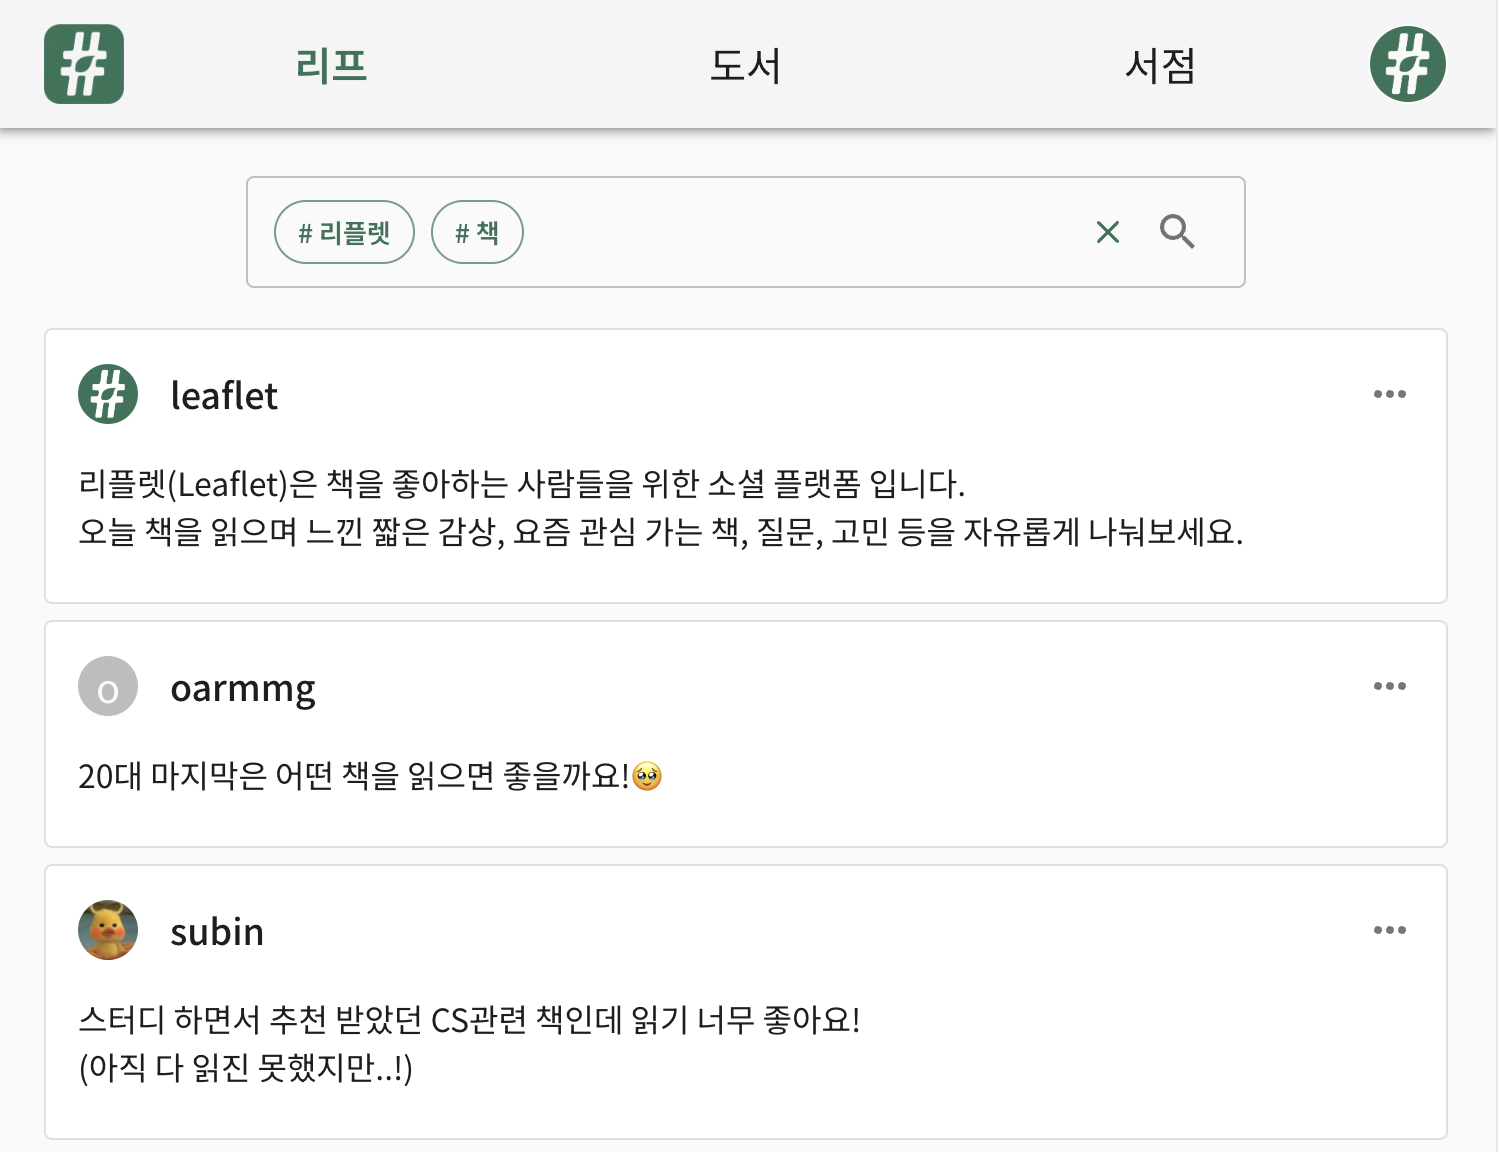 #
리프
도서
서점
#
# 리플렛
# 책
# leaflet
리플렛(Leaflet)은 책을 좋아하는 사람들을 위한 소셜 플랫폼 입니다.
오늘 책을 읽으며 느낀 짧은 감상, 요즘 관심 가는 책, 질문, 고민 등을 자유롭게 나눠보세요.
o oarmmg
20대 마지막은 어떤 책을 읽으면 좋을까요!🥹
subin
스터디 하면서 추천 받았던 CS관련 책인데 읽기 너무 좋아요!
(아직 다 읽진 못했지만..!)